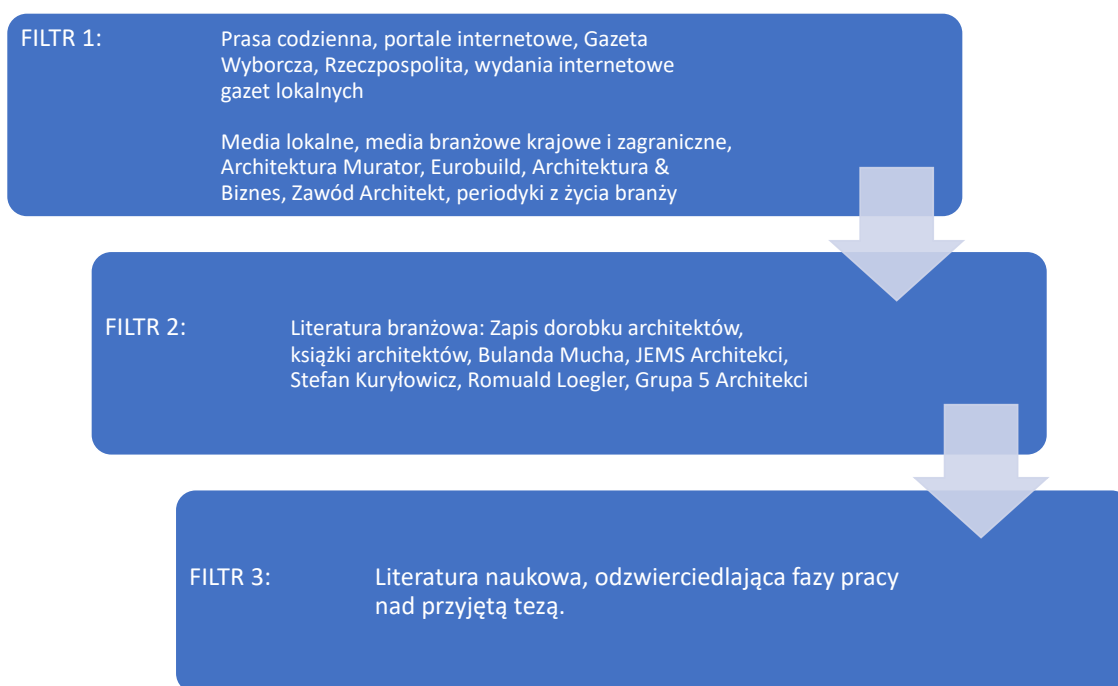 FILTR 1:
Prasa codzienna, portale internetowe, Gazeta
Wyborcza, Rzeczpospolita, wydania internetowe
gazet lokalnych
Media lokalne, media branżowe krajowe i zagraniczne,
Architektura Murator, Eurobuild, Architektura &
Biznes, Zawód Architekt, periodyki z życia branży
FILTR 2:
Literatura branżowa: Zapis dorobku architektów,
książki architektów, Bulanda Mucha, JEMS Architekci,
Stefan Kuryłowicz, Romuald Loegler, Grupa 5 Architekci
FILTR 3:
Literatura naukowa, odzwierciedlająca fazy pracy
nad przyjętą tezą.